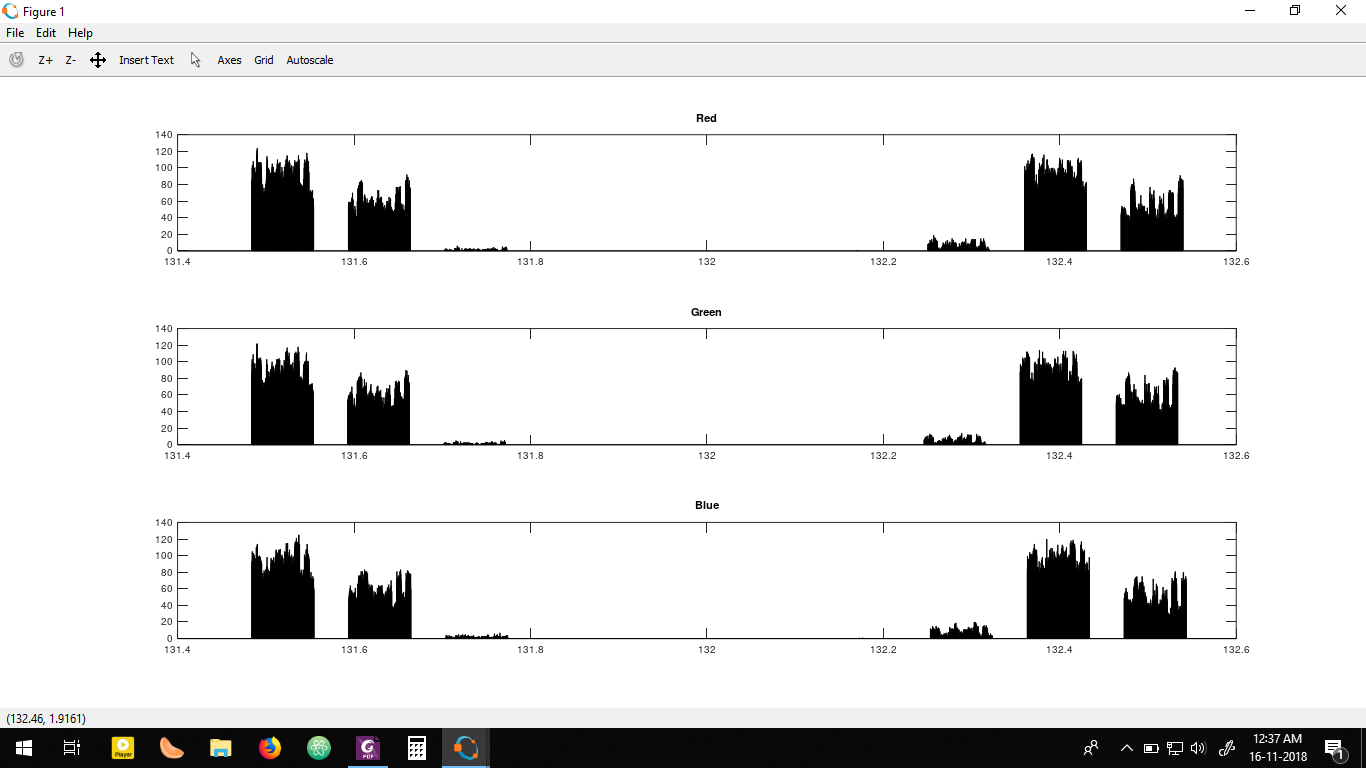 Figure 1
File Edit Help
Z+ Z- Insert Text Axes Grid Autoscale
Red
140
120
100
80
60
40
20
0
131.4 131.6 131.8 132 132.2 132.4 132.6
Green
140
120
100
80
60
40
20
0
131.4 131.6 131.8 132 132.2 132.4 132.6
Blue
140
120
100
80
60
40
20
0
131.4 131.6 131.8 132 132.2 132.4 132.6
(132.46, 1.9161)
Player
PDF
12:37 AM
16-11-2018
1